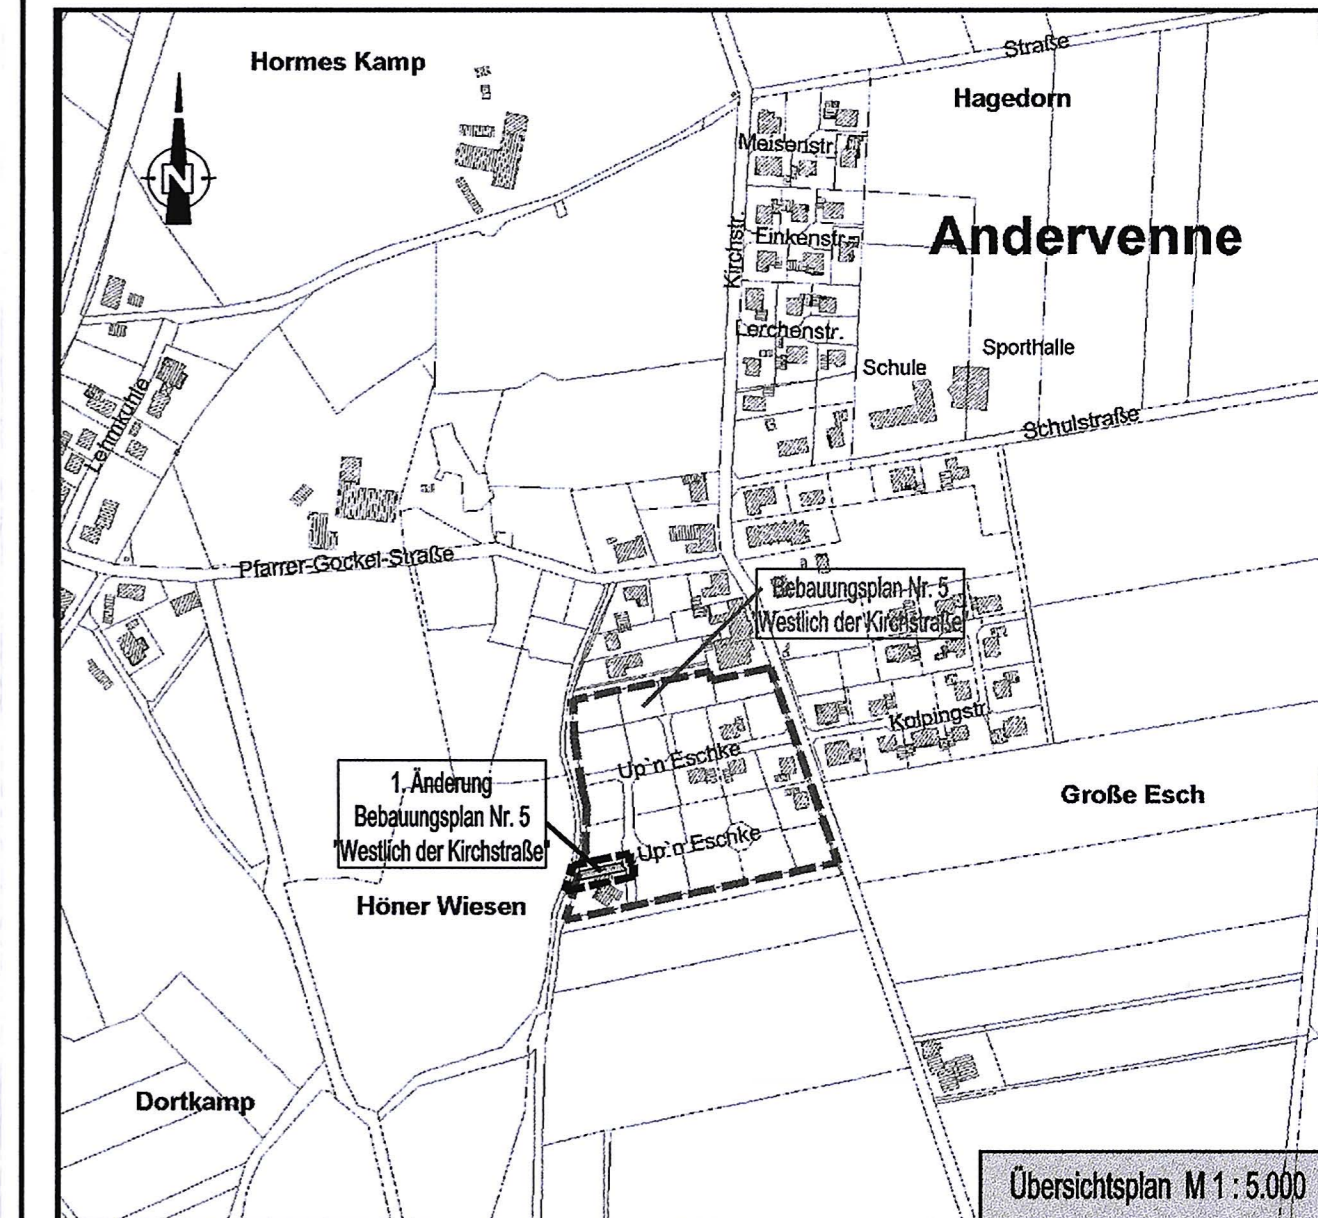 Straße
Hormes Kamp
Hagedorn
N
Meisenstr.
Kirchstr.
Einkenstr.
Andervenne
Lerchenstr.
Schule
Sporthalle
Lehmkuhle
Schulstraße
Pfarrer-Gockel-Straße
Bebauungsplan Nr. 5
"Westlich der Kirchstraße"
Kolpingstr.
Up`n Eschke
1. Änderung
Bebauungsplan Nr. 5
"Westlich der Kirchstraße"
Große Esch
Up`n Eschke
Höner Wiesen
Dortkamp
Übersichtsplan M 1 : 5.000